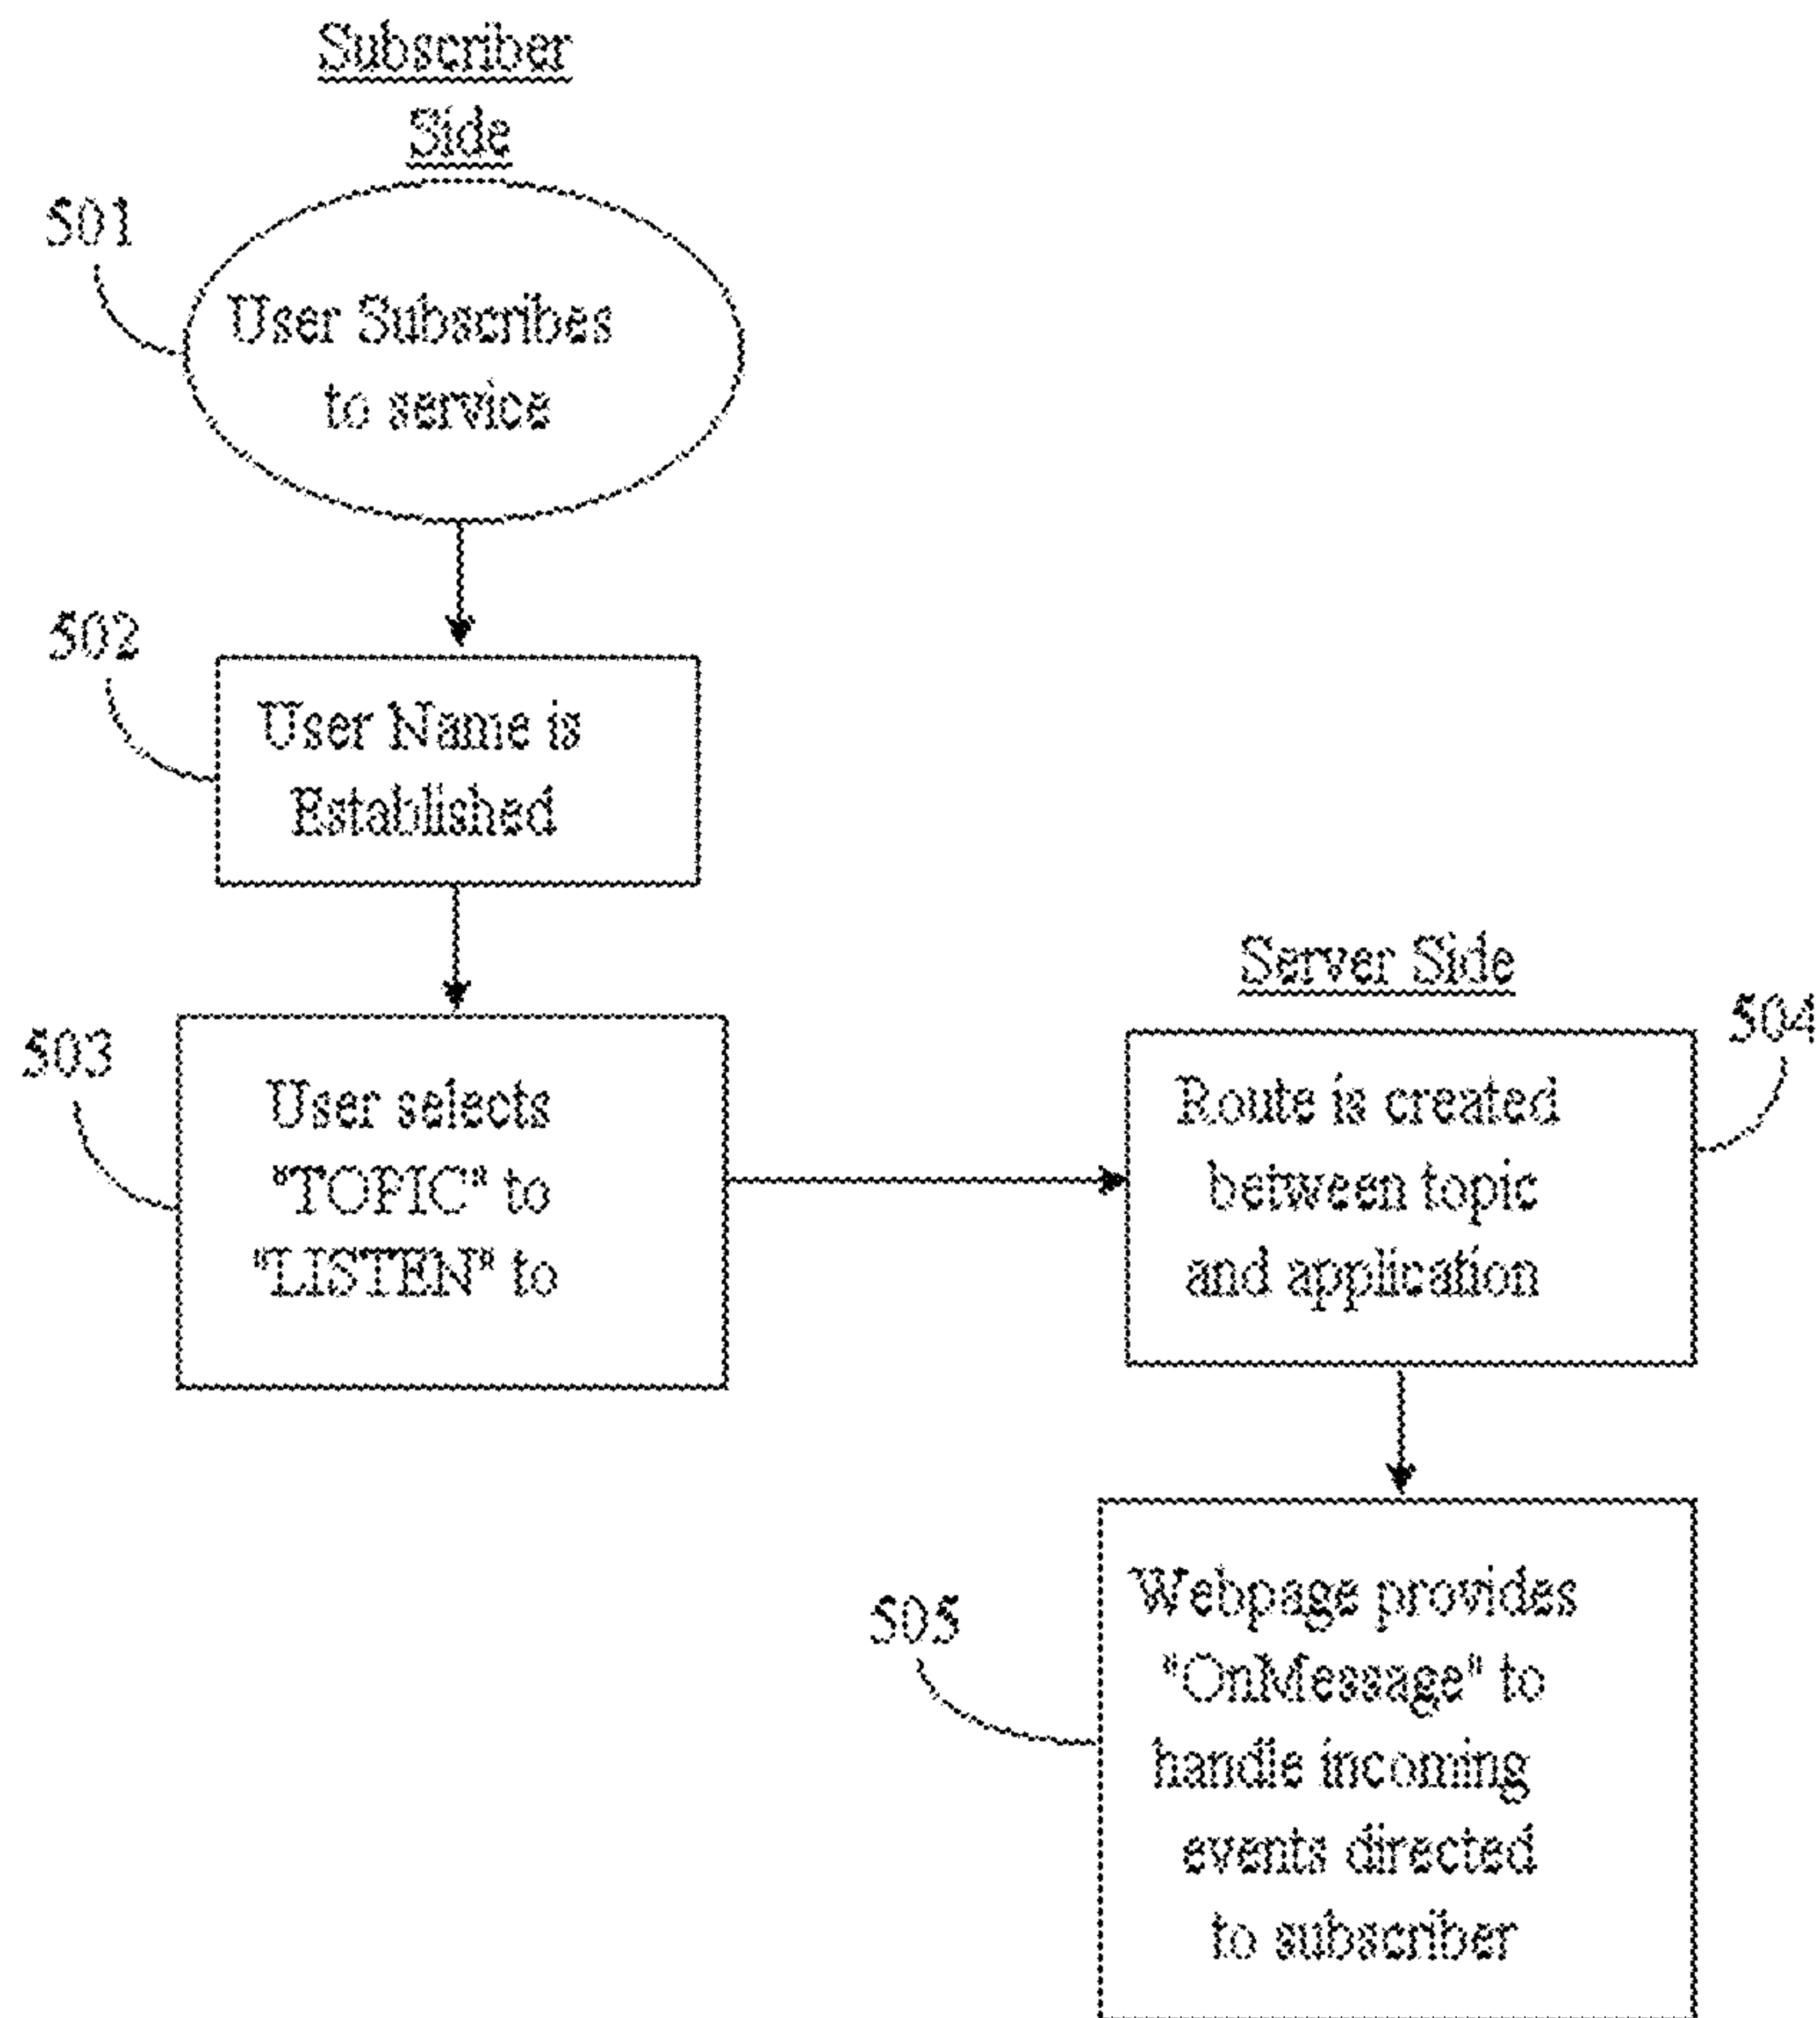 Subscriber
Side
501
User Subscribes
to service
502
User Name is
Established
503
User selects
"TOPIC" to
"LISTEN" to
Server Side
504
Route is created
between topic
and application
505
Webpage provides
"OnMessage" to
handle incoming
events directed
to subscriber